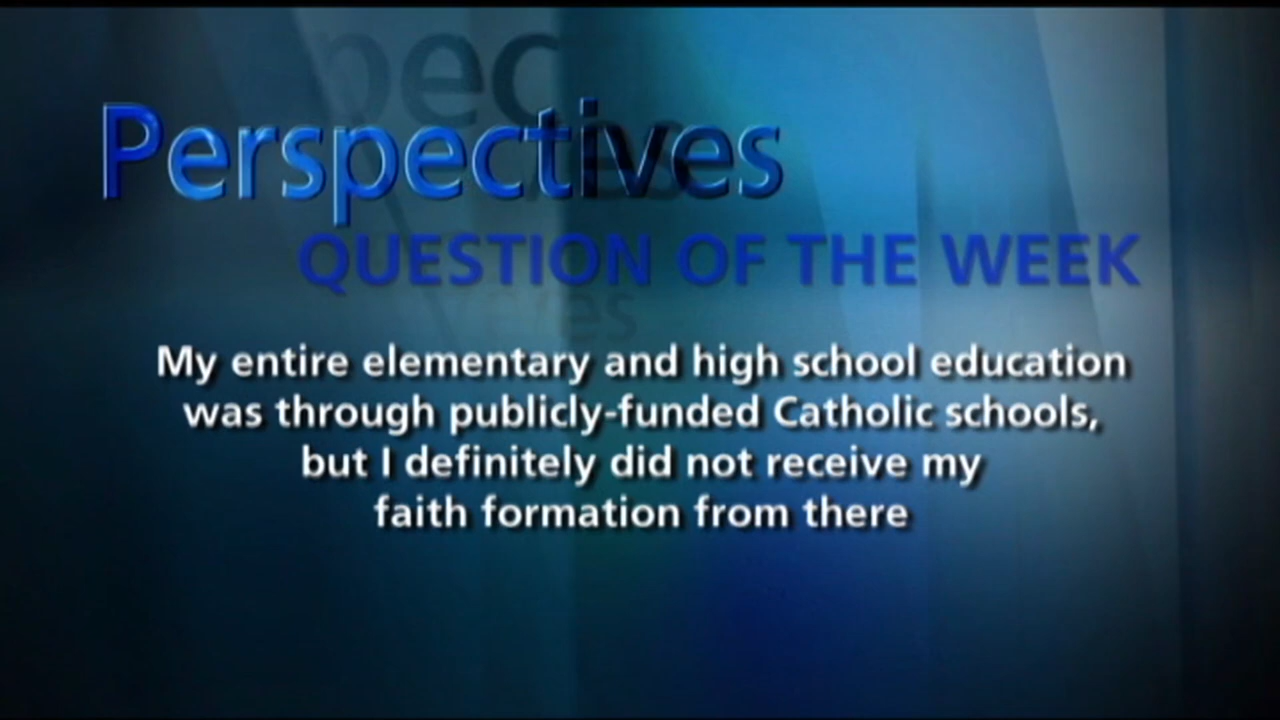 pec
Perspectives
QUESTION OF THE WEEK
My entire elementary and high school education
was through publicly-funded Catholic schools,
but I definitely did not receive my
faith formation from there